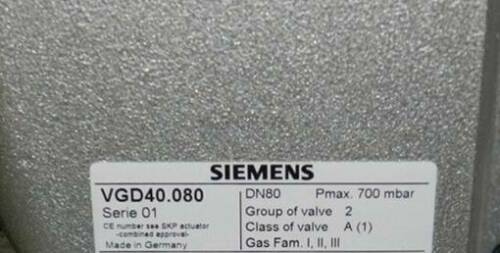 SIEMENS
VGD40.080
Serie 01
CE number see SKP actuator
-combined approval-
Made in Germany
DN80 Pmax. 700 mbar
Group of valve 2
Class of valve A (1)
Gas Fam. I, II, III